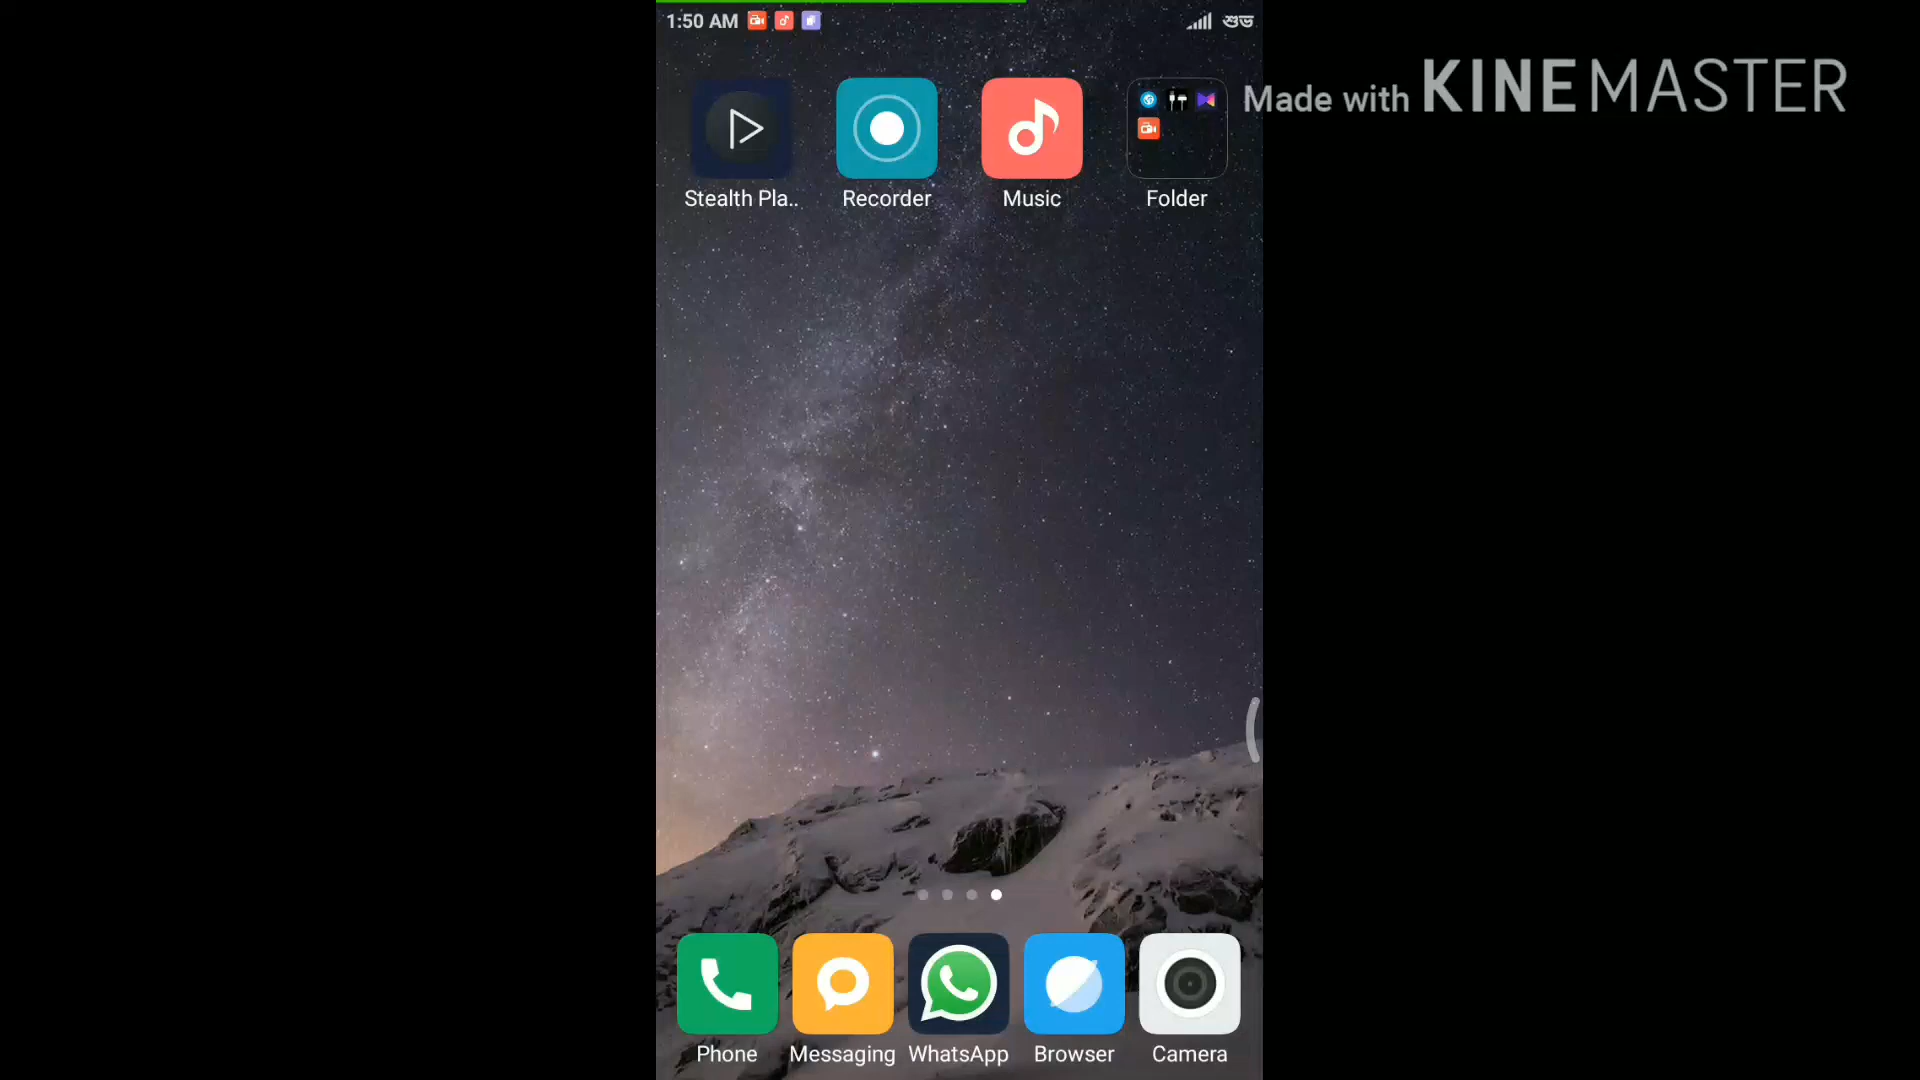 1:50 AM
শুভ
Made with KINEMASTER
Stealth Pla..
Recorder
Music
Folder
Phone
Messaging
WhatsApp
Browser
Camera